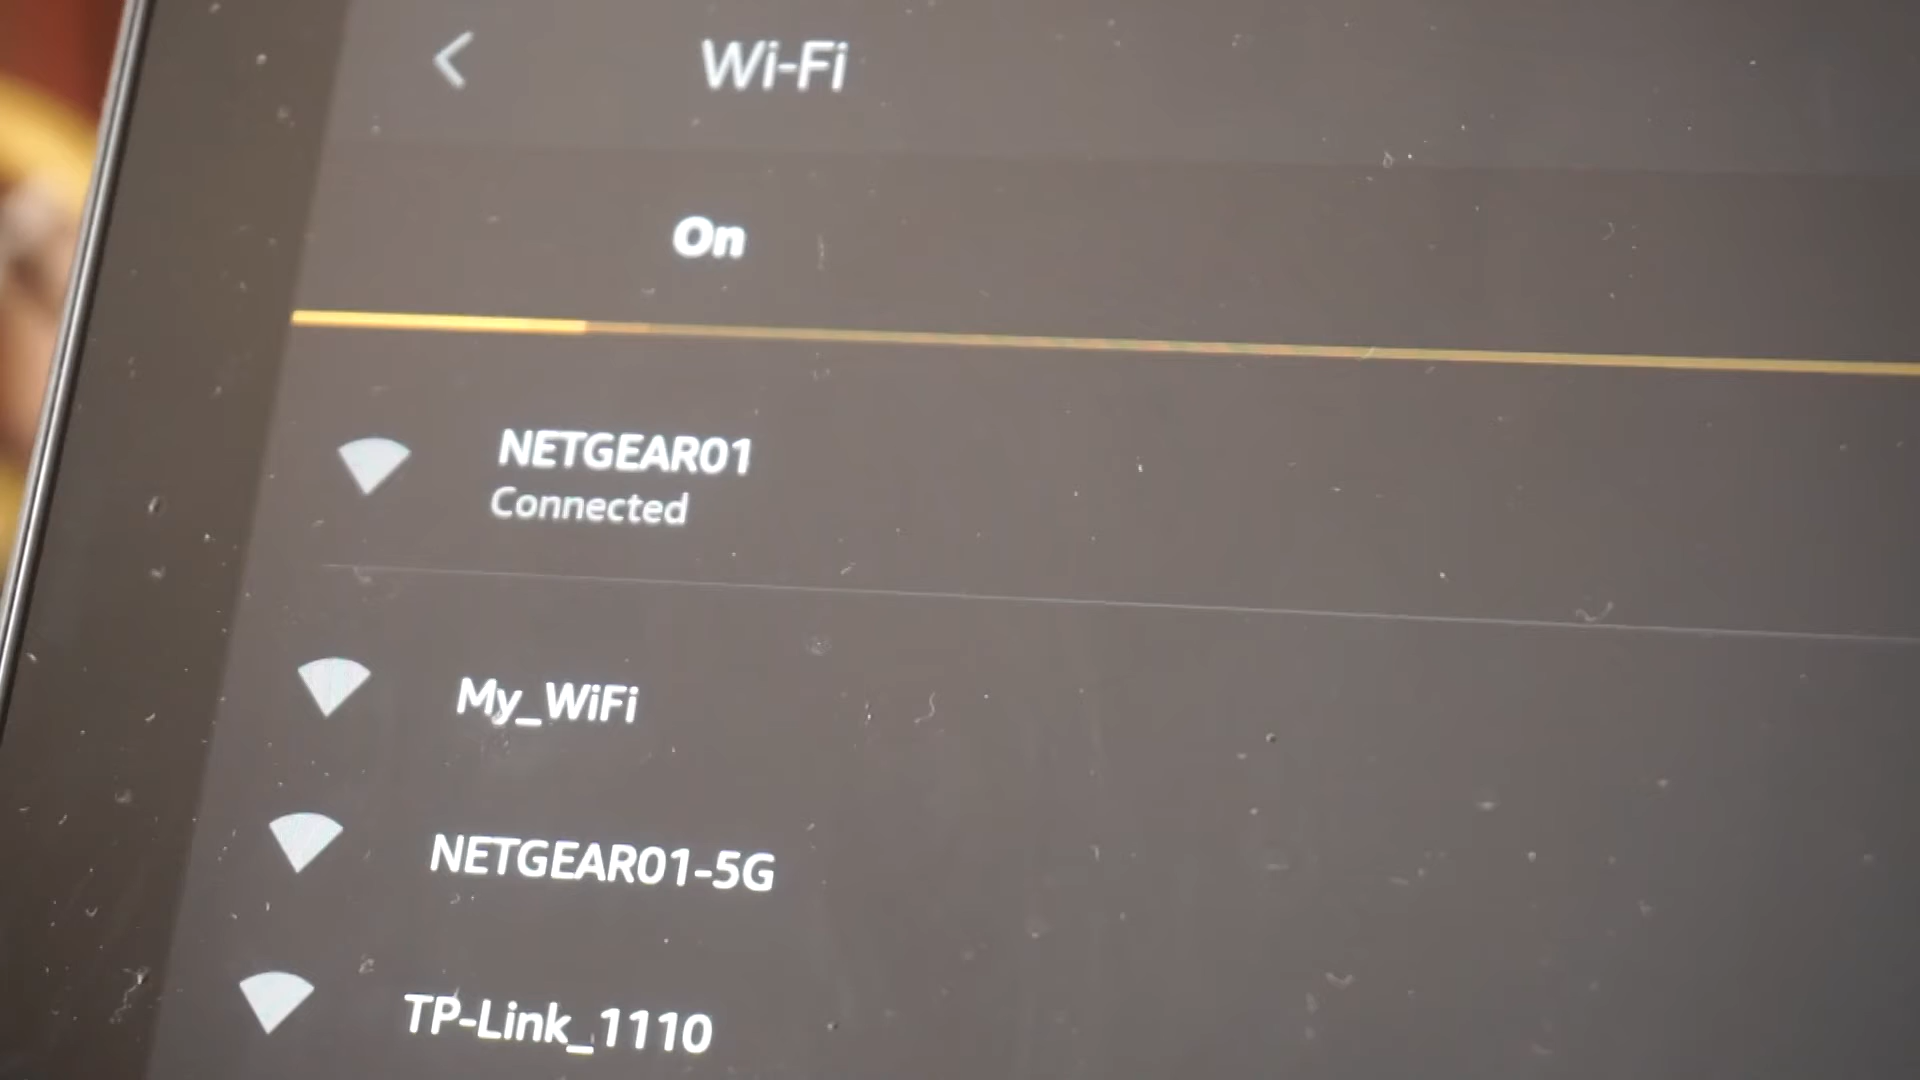 Wi-Fi
On
NETGEAR01
Connected
My_WiFi
NETGEAR01-5G
TP-Link_1110